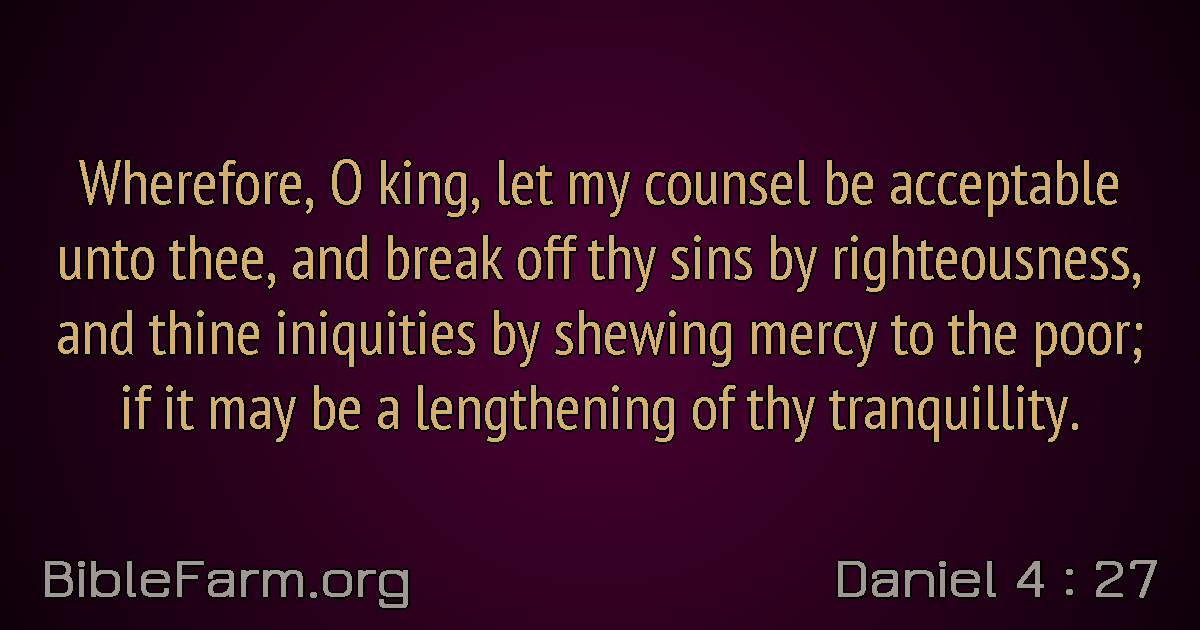 Wherefore, O king, let my counsel be acceptable
unto thee, and break off thy sins by righteousness,
and thine iniquities by shewing mercy to the poor;
if it may be a lengthening of thy tranquillity.
BibleFarm.org
Daniel 4 : 27